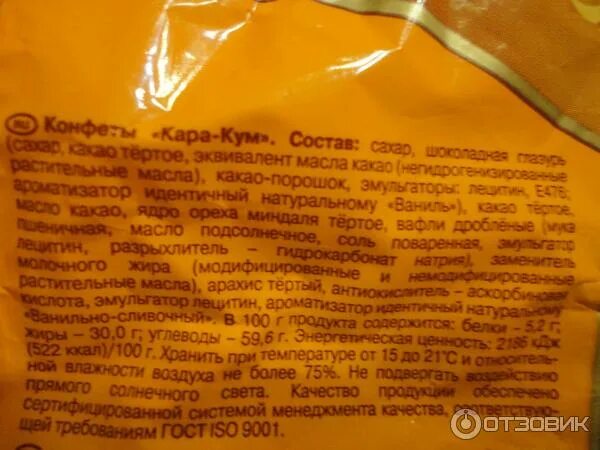 RU Конфеты «Кара-Кум». Состав: сахар, шоколадная глазурь
(сахар, какао тёртое, эквивалент масла какао (негидрогенизированные
растительные масла), какао-порошок, эмульгаторы: лецитин, Е476;
ароматизатор идентичный натуральному «Ваниль»), какао тёртое,
масло какао, ядро ореха миндаля тёртое, вафли дроблёные (мука
пшеничная, масло подсолнечное, соль поваренная, эмульгатор
лецитин, разрыхлитель – гидрокарбонат натрия), заменитель
молочного жира (модифицированные и немодифицированные
растительные масла), арахис тёртый, антиокислитель – аскорбиновая
кислота, эмульгатор лецитин, ароматизатор идентичный натуральному
"Ванильно-сливочный". В 100 г продукта содержится: белки – 5,2 г;
жиры – 30,0 г; углеводы – 59,6 г. Энергетическая ценность: 2186 кДж
(522 ккал)/100 г. Хранить при температуре от 15 до 21°С и относитель-
ной влажности воздуха не более 75%. Не подвергать воздействию
прямого солнечного света. Качество продукции обеспечено
сертифицированной системой менеджмента качества, соответствую-
щей требованиям ГОСТ ISO 9001.
ОТЗОВИК